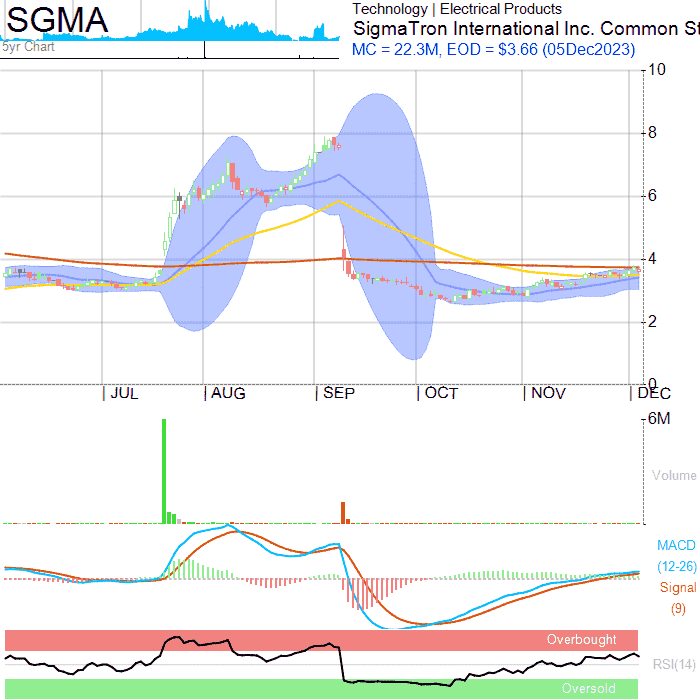 SGMA
5yr Chart
Technology | Electrical Products
SigmaTron International Inc. Common St
MC = 22.3M, EOD = $3.66 (05Dec2023)
10
8
6
4
2
0
JUL AUG SEP OCT NOV DEC
6M
Volume
MACD
(12-26)
Signal
(9)
Overbought
RSI(14)
Oversold